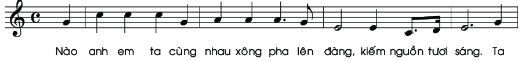 Nào anh em ta cùng nhau xông pha lên đàng, kiếm nguồn tươi sáng. Ta